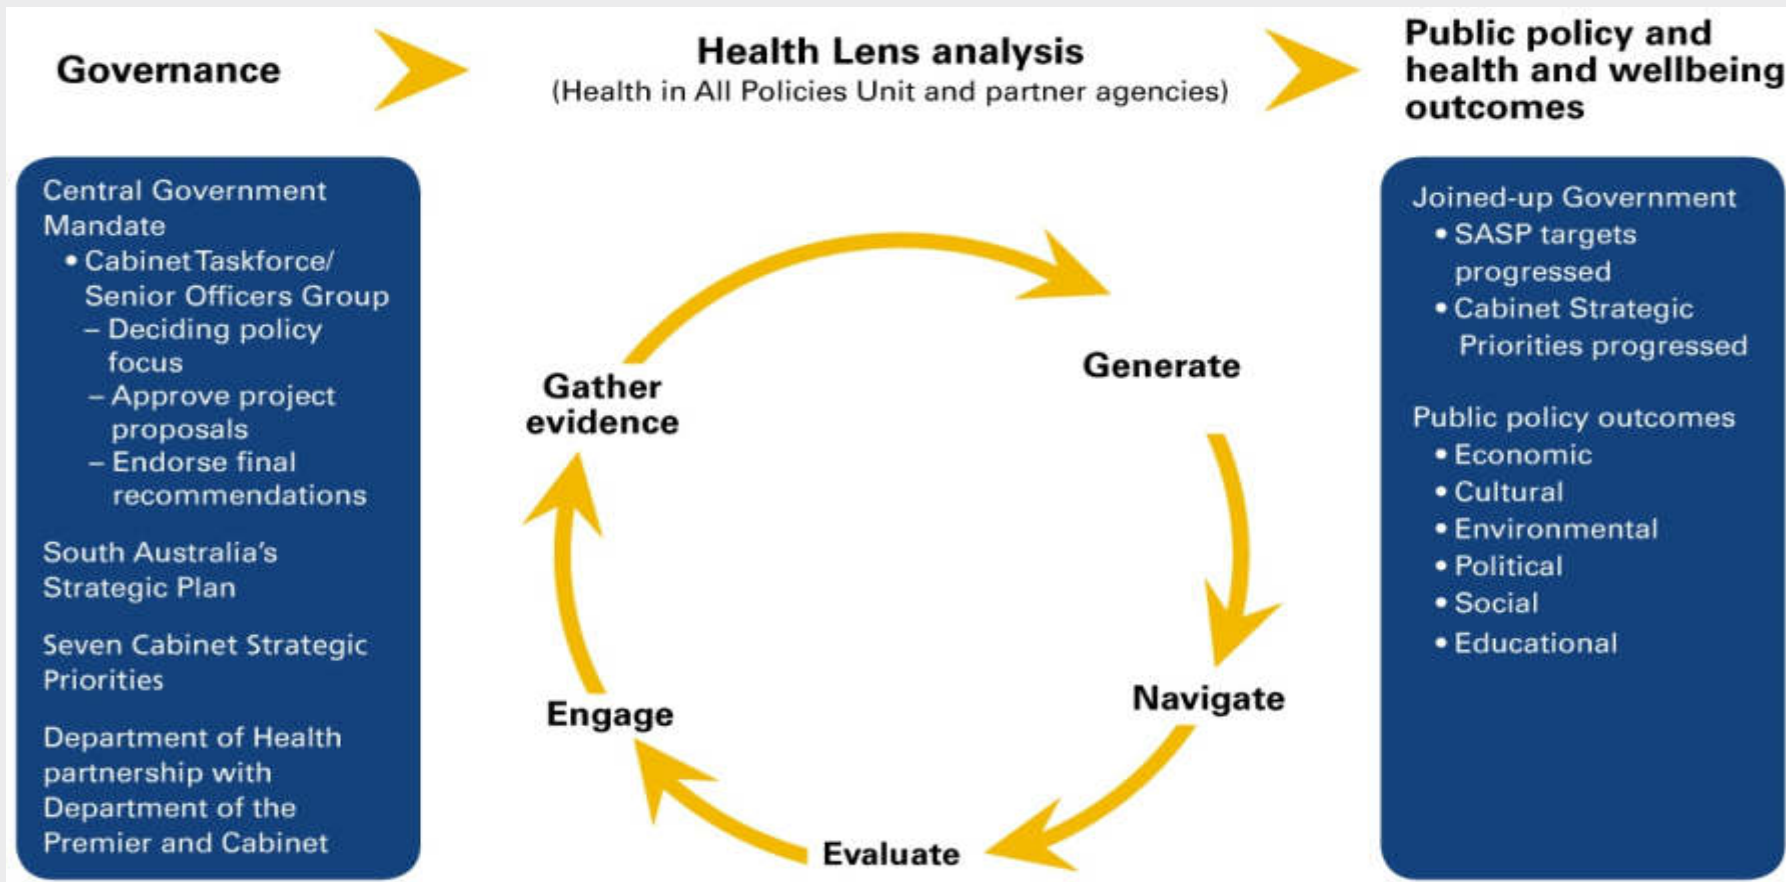 Governance
Health Lens analysis
(Health in All Policies Unit and partner agencies)
Public policy and
health and wellbeing
outcomes
Central Government
Mandate
• Cabinet Taskforce/
Senior Officers Group
– Deciding policy
focus
– Approve project
proposals
– Endorse final
recommendations
South Australia's
Strategic Plan
Seven Cabinet Strategic
Priorities
Department of Health
partnership with
Department of the
Premier and Cabinet
Gather
evidence
Generate
Navigate
Evaluate
Engage
Joined-up Government
• SASP targets
progressed
• Cabinet Strategic
Priorities progressed
Public policy outcomes
• Economic
• Cultural
• Environmental
• Political
• Social
• Educational